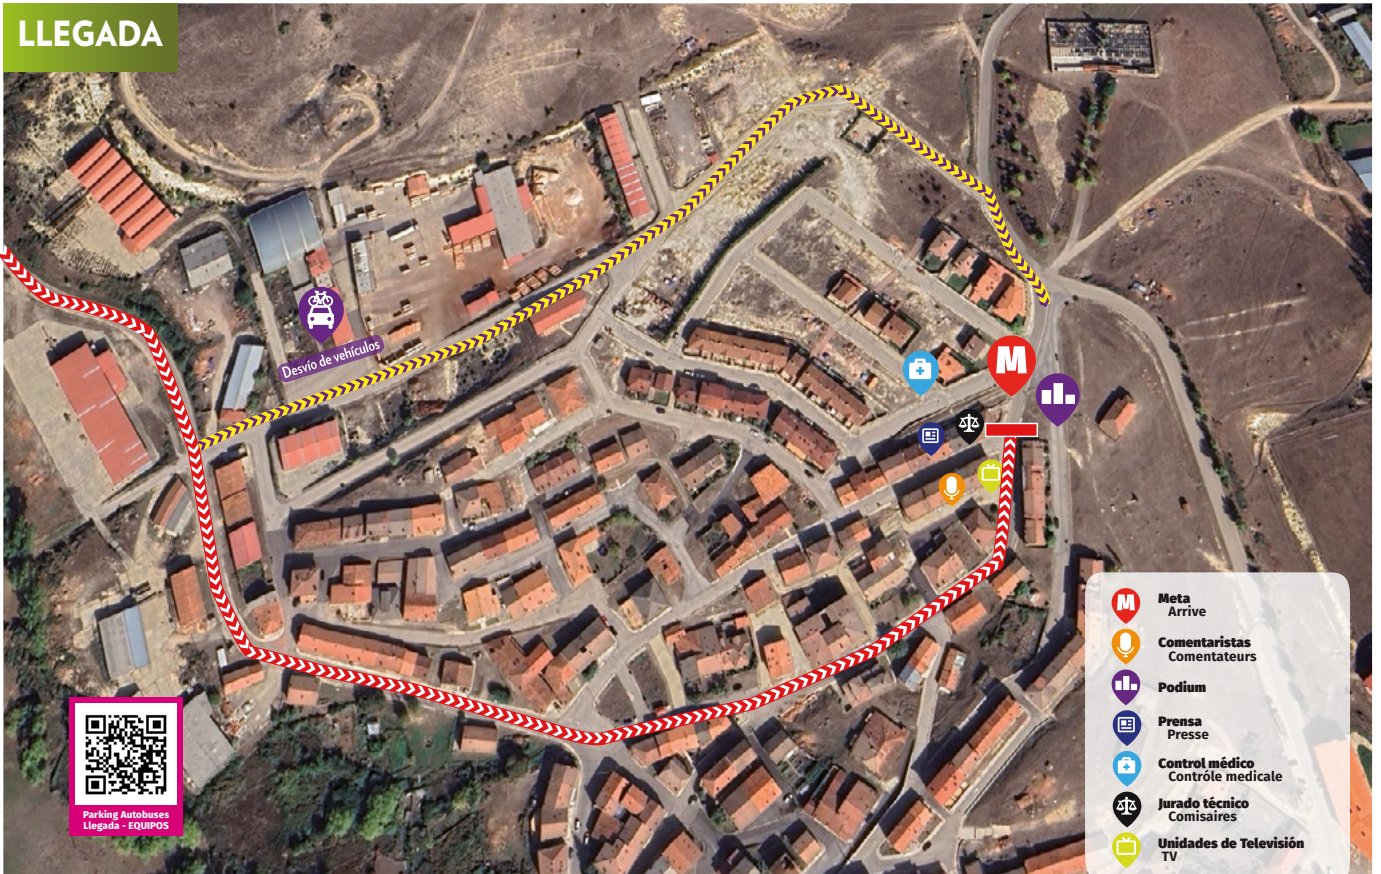 LLEGADA
Desvío de vehículos
M
M
Meta
Arrive
Comentaristas
Comentateurs
Podium
Prensa
Presse
Control médico
Contróle medicale
Jurado técnico
Comisaires
Unidades de Televisión
TV
Parking Autobuses
Llegada - EQUIPOS